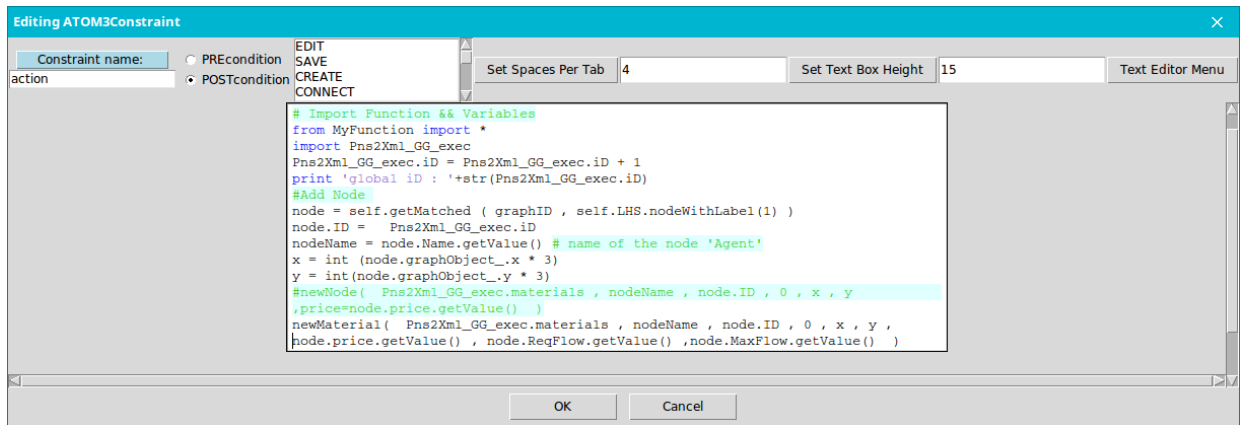 Editing ATOM3Constraint
Constraint name:
action
PREcondition
POSTcondition
EDIT
SAVE
CREATE
CONNECT
Set Spaces Per Tab 4
Set Text Box Height 15
Text Editor Menu
# Import Function && Variables
from MyFunction import *
import Pns2Xml_GG_exec
Pns2Xml_GG_exec.iD = Pns2Xml_GG_exec.iD + 1
print 'global iD : '+str(Pns2Xml_GG_exec.iD)
#Add Node
node = self.getMatched ( graphID , self.LHS.nodeWithLabel(1) )
node.ID =   Pns2Xml_GG_exec.iD
nodeName = node.Name.getValue() # name of the node 'Agent'
x = int (node.graphObject_.x * 3)
y = int(node.graphObject_.y * 3)
#newNode(  Pns2Xml_GG_exec.materials , nodeName , node.ID , 0 , x , y
,price=node.price.getValue()  )
newMaterial(  Pns2Xml_GG_exec.materials , nodeName , node.ID , 0 , x , y ,
node.price.getValue() , node.ReqFlow.getValue() ,node.MaxFlow.getValue()  )
OK
Cancel